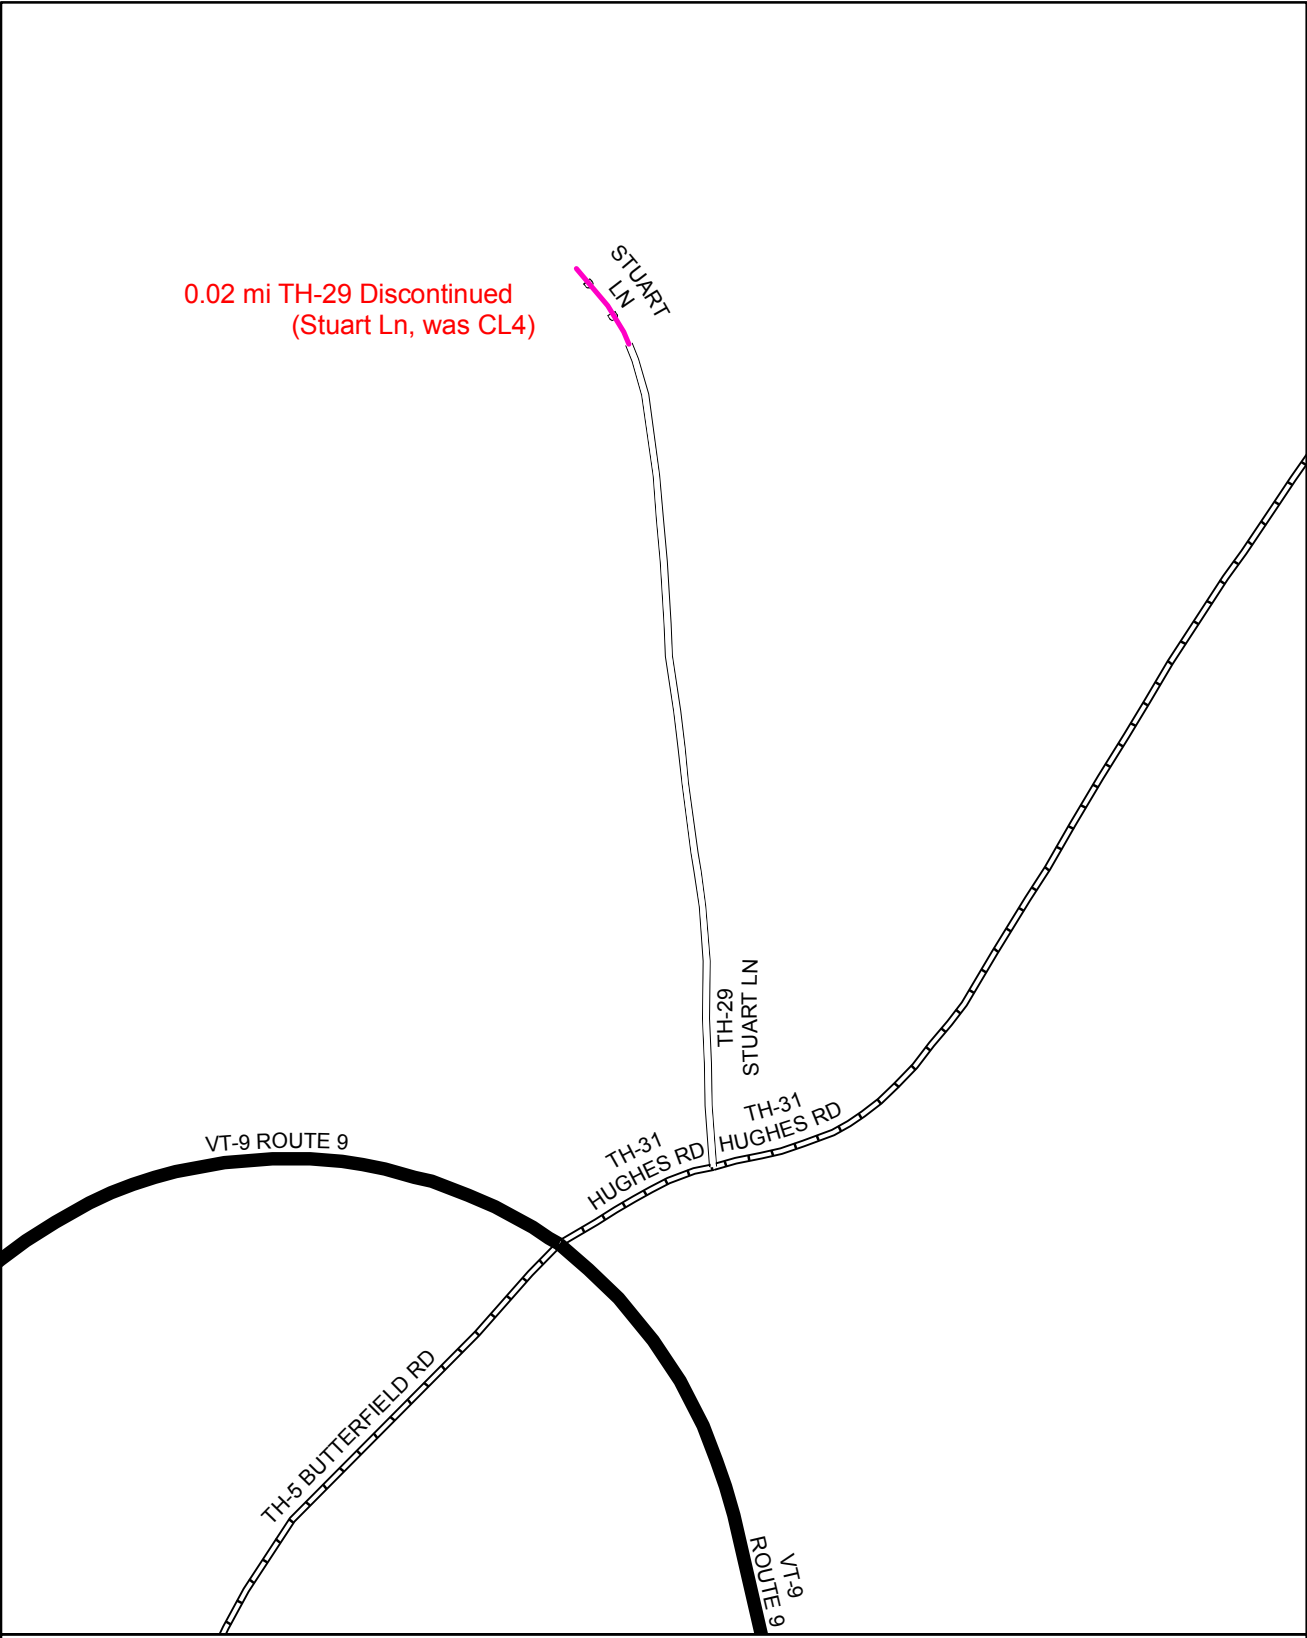 STUART
LN
0.02 mi TH-29 Discontinued
(Stuart Ln, was CL4)
D
D
TH-29
STUART LN
TH-31
HUGHES RD
TH-31
HUGHES RD
VT-9 ROUTE 9
TH-5 BUTTERFIELD RD
VT-9
ROUTE 9